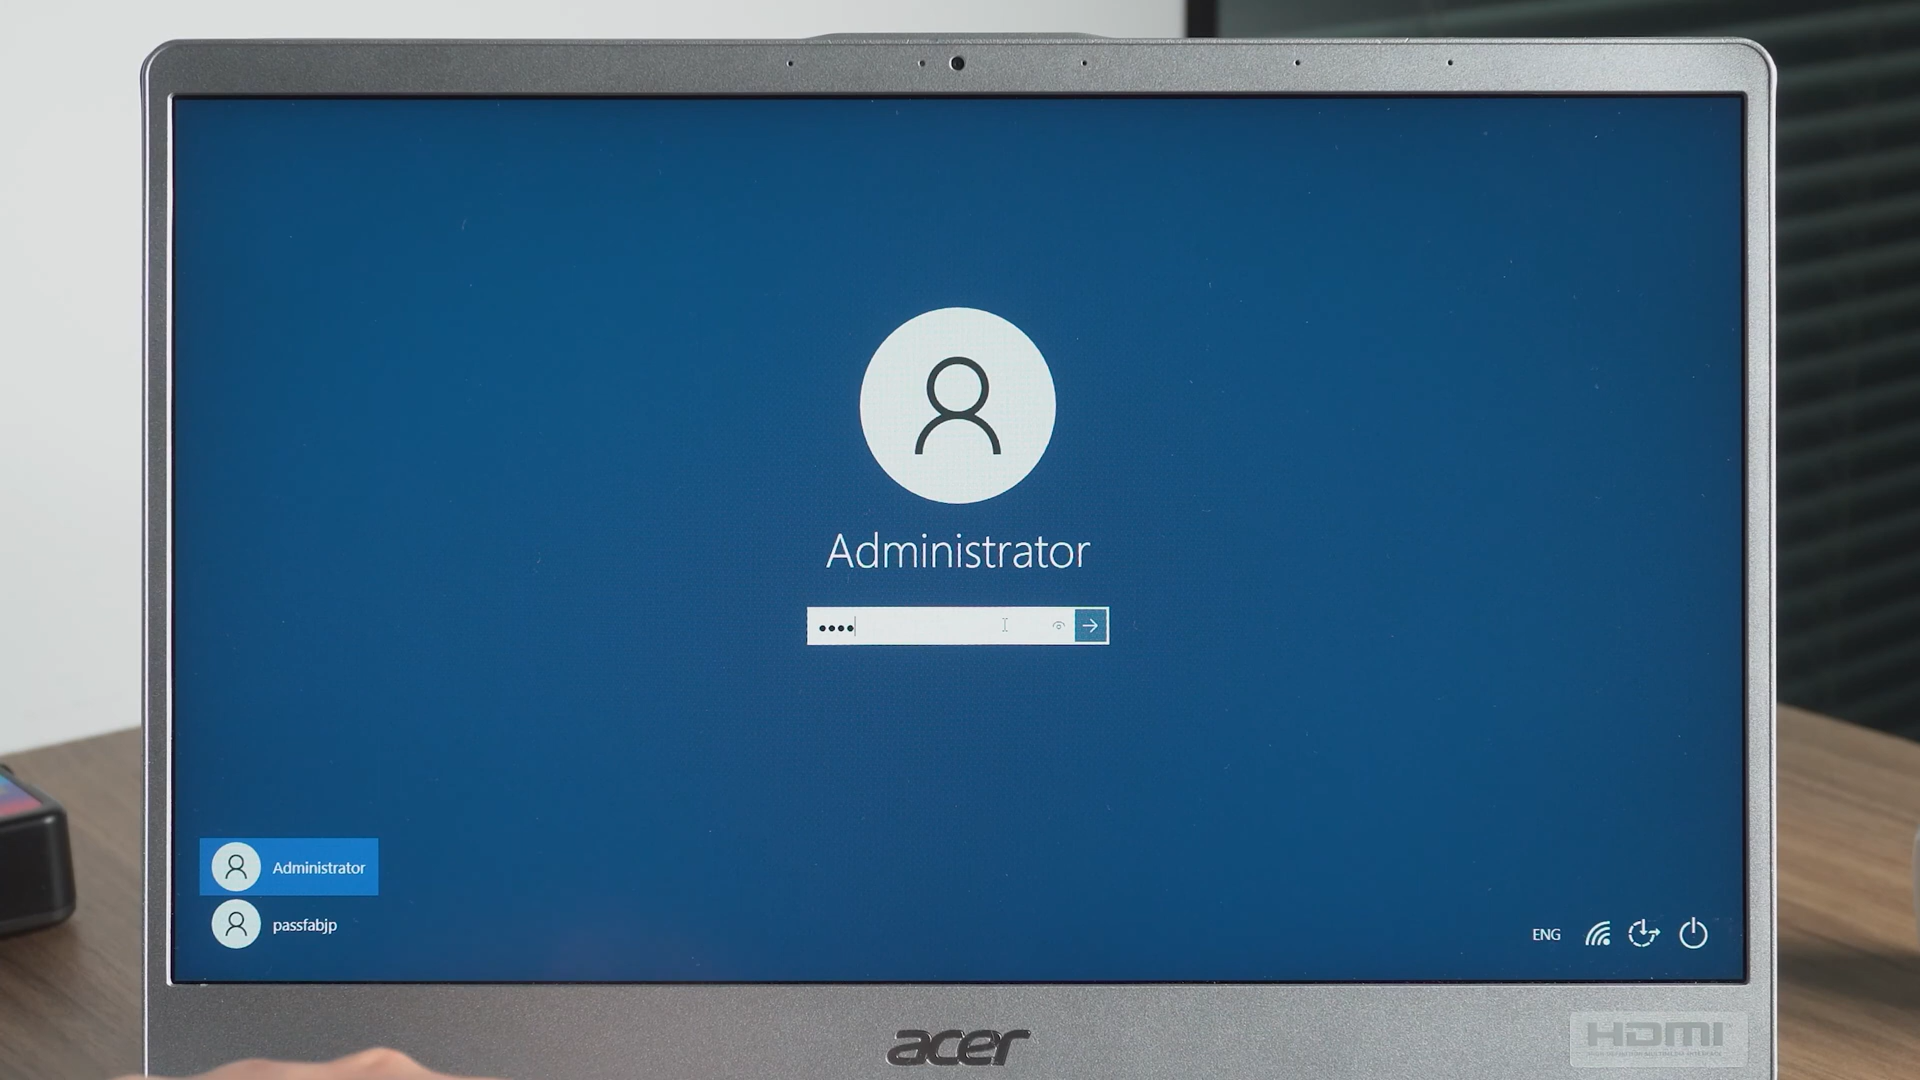 Administrator
Administrator
passfabjp
ENG
acer
HDMI